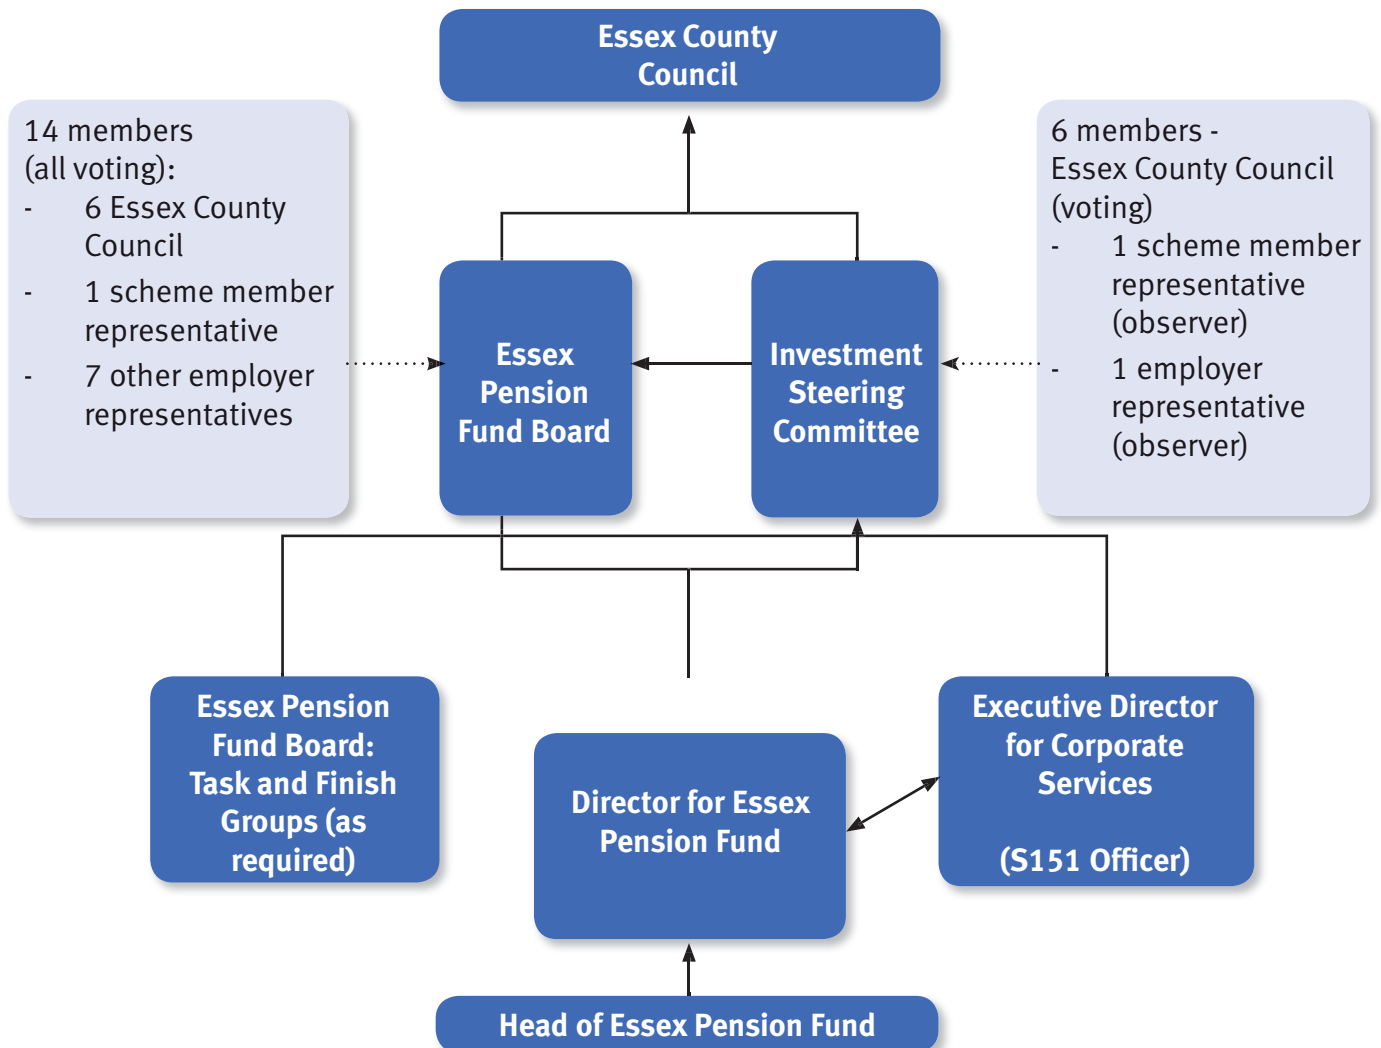 Essex County
Council
14 members
(all voting):
- 6 Essex County
Council
- 1 scheme member
representative
- 7 other employer
representatives
6 members -
Essex County Council
(voting)
- 1 scheme member
representative
(observer)
- 1 employer
representative
(observer)
Essex
Pension
Fund Board
Investment
Steering
Committee
Essex Pension
Fund Board:
Task and Finish
Groups (as
required)
Director for Essex
Pension Fund
Executive Director
for Corporate
Services
(S151 Officer)
Head of Essex Pension Fund